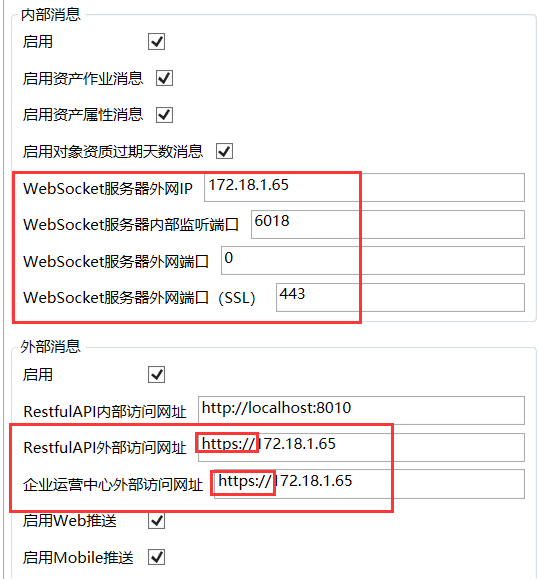 内部消息
启用
启用资产作业消息
启用资产属性消息
启用对象资质过期天数消息
WebSocket服务器外网IP 172.18.1.65
WebSocket服务器内部监听端口 6018
WebSocket服务器外网端口 0
WebSocket服务器外网端口（SSL） 443
外部消息
启用
RestfulAPI内部访问网址 http://localhost:8010
RestfulAPI外部访问网址 https://172.18.1.65
企业运营中心外部访问网址 https://172.18.1.65
启用Web推送
启用Mobile推送